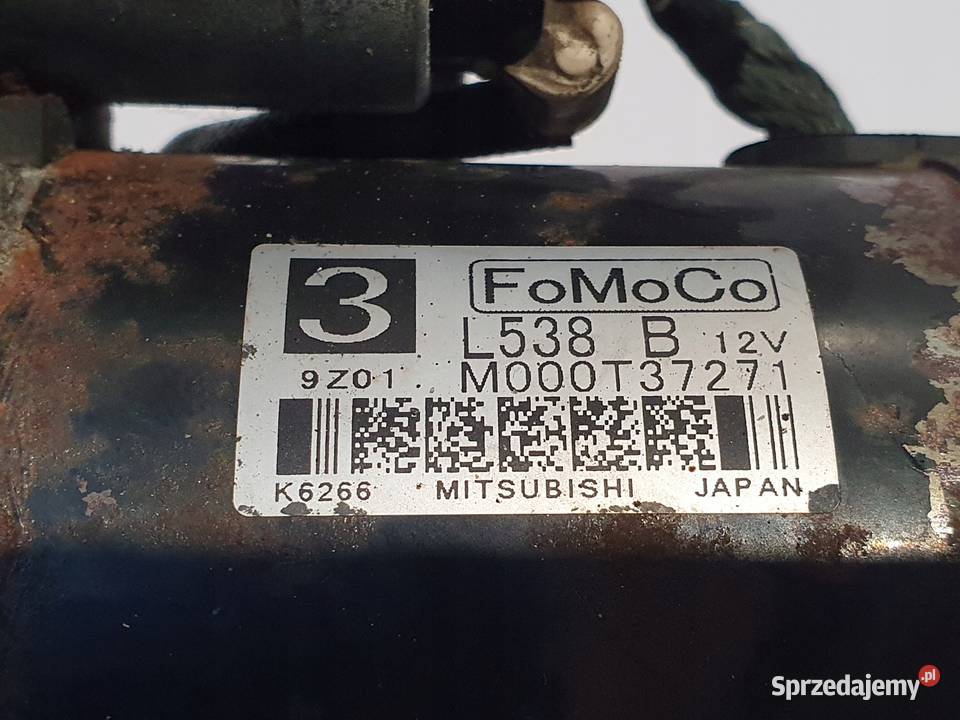 3 FoMoCo
L538 B 12V
9Z01 M000T37271
K6266 MITSUBISHI JAPAN
Sprzedajemy.pl